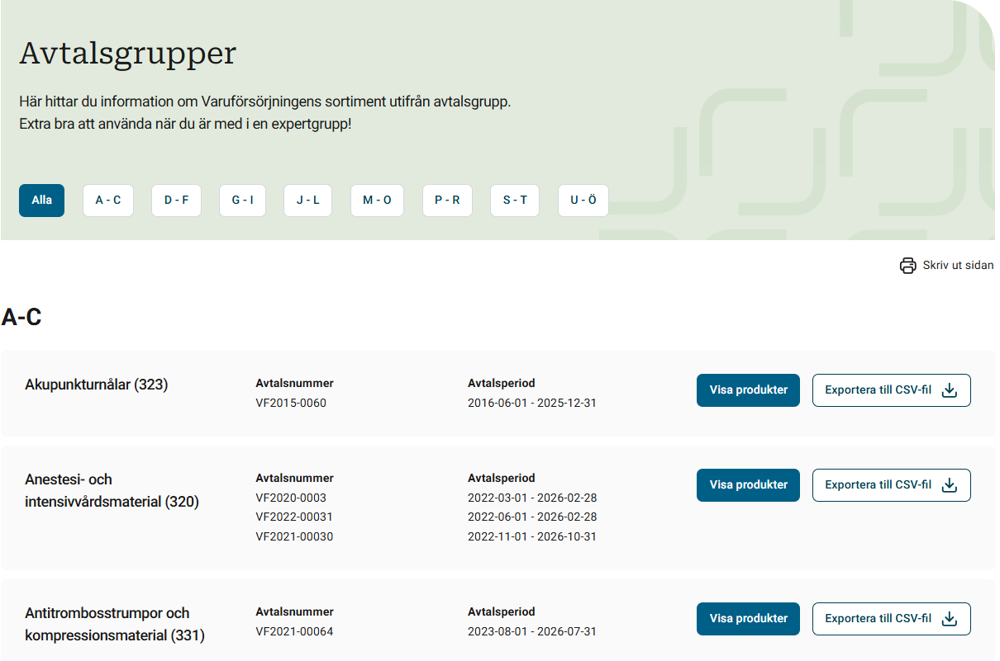 Avtalsgrupper
Här hittar du information om Varuförsörjningens sortiment utifrån avtalsgrupp.
Extra bra att använda när du är med i en expertgrupp!
Alla A - C D - F G - I J - L M - O P - R S - T U - Ö
Skriv ut sidan
A-C
Akupunkturnålar (323)
Avtalsnummer
VF2015-0060
Avtalsperiod
2016-06-01 - 2025-12-31
Visa produkter
Exportera till CSV-fil
Anestesi- och
intensivvårdsmaterial (320)
Avtalsnummer
VF2020-0003
VF2022-00031
VF2021-00030
Avtalsperiod
2022-03-01 - 2026-02-28
2022-06-01 - 2026-02-28
2022-11-01 - 2026-10-31
Visa produkter
Exportera till CSV-fil
Antitrombosstrumpor och
kompressionsmaterial (331)
Avtalsnummer
VF2021-00064
Avtalsperiod
2023-08-01 - 2026-07-31
Visa produkter
Exportera till CSV-fil